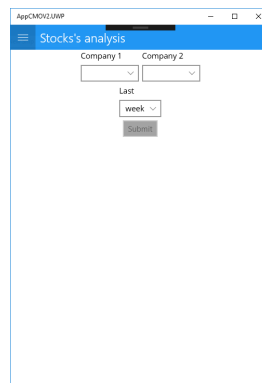 AppCMOV2.UWP
Stocks's analysis
Company 1 Company 2
Last
week
Submit